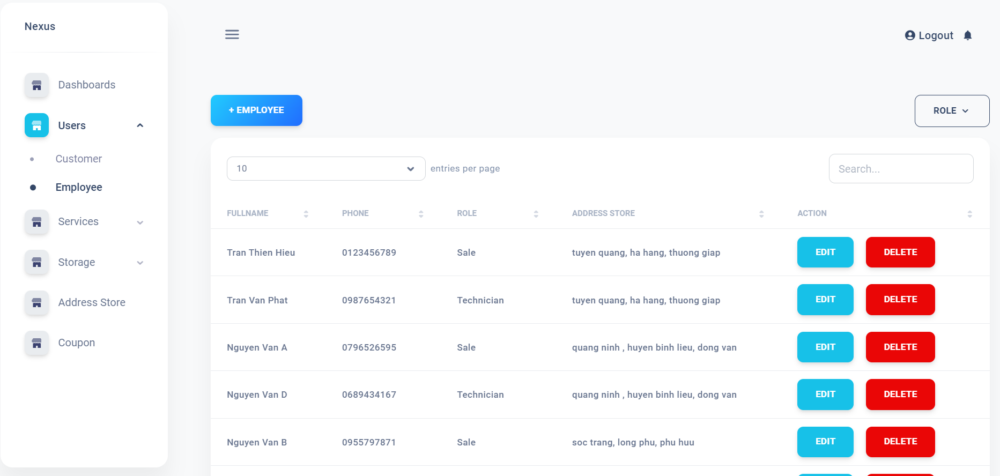 Nexus
Logout
Dashboards
Users
Customer
Employee
Services
Storage
Address Store
Coupon
+ EMPLOYEE
ROLE
10
entries per page
Search...
FULLNAME PHONE ROLE ADDRESS STORE ACTION
Tran Thien Hieu 0123456789 Sale tuyen quang, ha hang, thuong giap EDIT DELETE
Tran Van Phat 0987654321 Technician tuyen quang, ha hang, thuong giap EDIT DELETE
Nguyen Van A 0796526595 Sale quang ninh , huyen binh lieu, dong van EDIT DELETE
Nguyen Van D 0689434167 Technician quang ninh , huyen binh lieu, dong van EDIT DELETE
Nguyen Van B 0955797871 Sale soc trang, long phu, phu huu EDIT DELETE